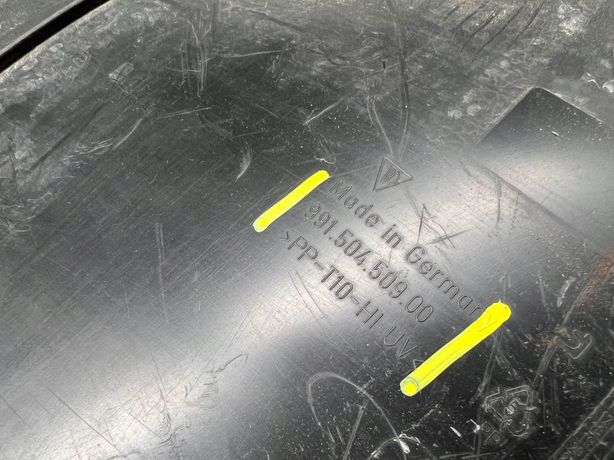 Made in Germany
991.504.509.00
>PP-T10-HI UV<